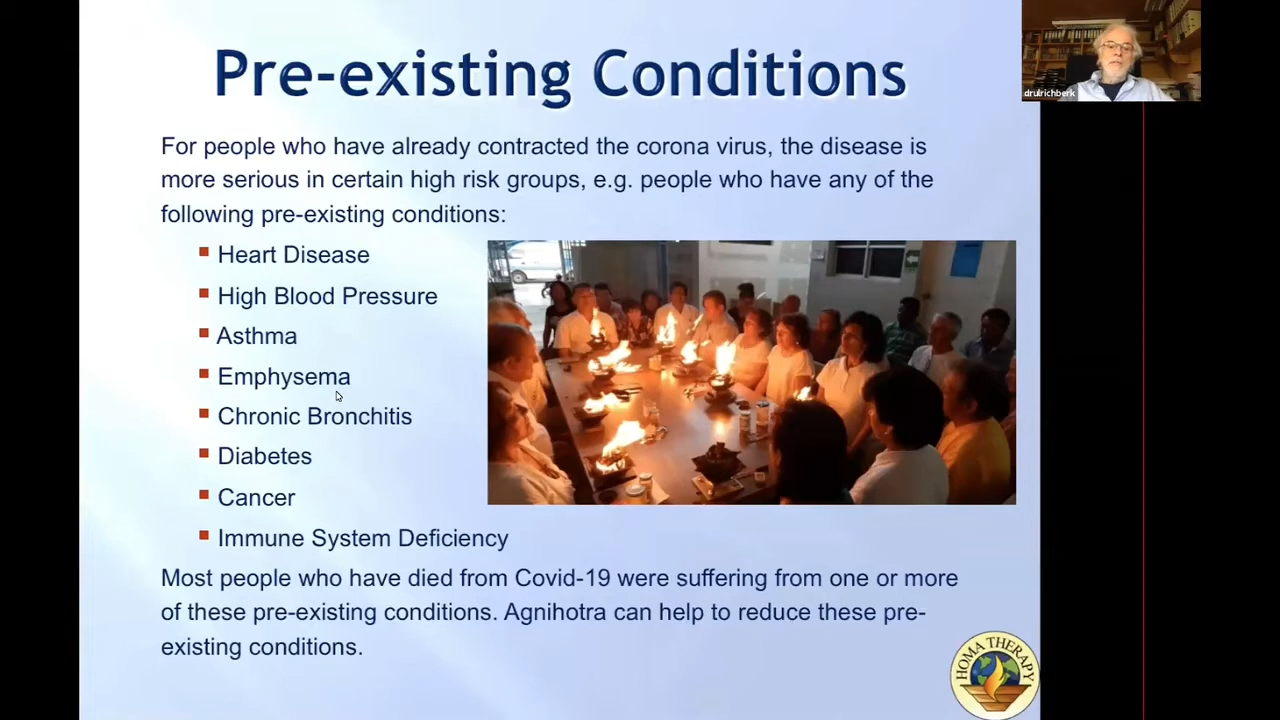 Pre-existing Conditions
drulrichberk
For people who have already contracted the corona virus, the disease is
more serious in certain high risk groups, e.g. people who have any of the
following pre-existing conditions:
Heart Disease
High Blood Pressure
Asthma
Emphysema
Chronic Bronchitis
Diabetes
Cancer
Immune System Deficiency
Most people who have died from Covid-19 were suffering from one or more
of these pre-existing conditions. Agnihotra can help to reduce these pre-
existing conditions.
HOMA THERAPY